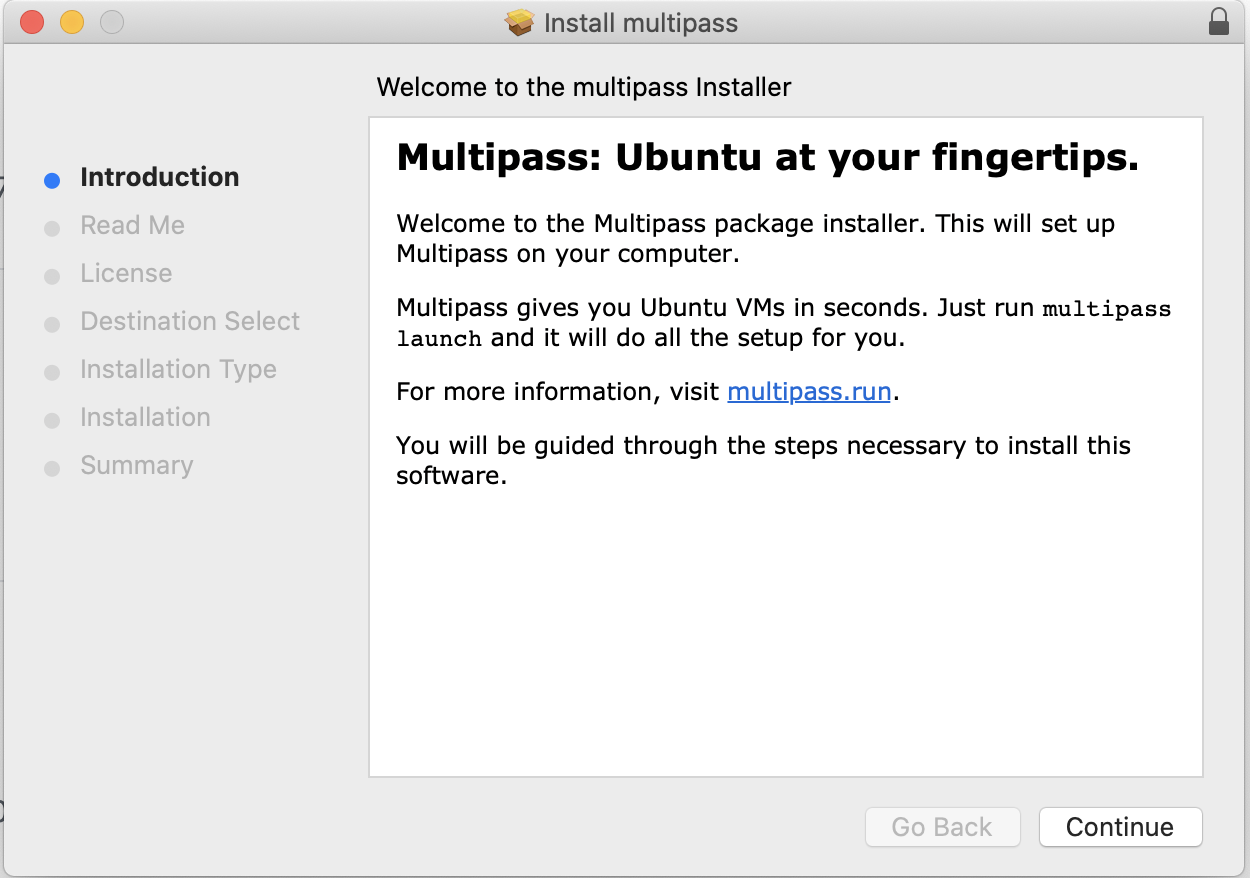 Install multipass
Welcome to the multipass Installer
Introduction
Read Me
License
Destination Select
Installation Type
Installation
Summary
Multipass: Ubuntu at your fingertips.
Welcome to the Multipass package installer. This will set up
Multipass on your computer.
Multipass gives you Ubuntu VMs in seconds. Just run multipass
launch and it will do all the setup for you.
For more information, visit multipass.run.
You will be guided through the steps necessary to install this
software.
Go Back
Continue